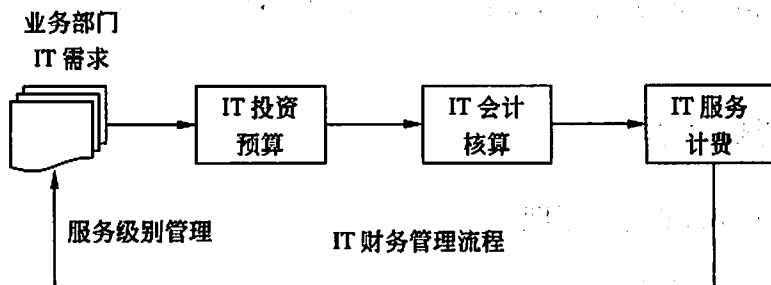 业务部门
IT 需求
IT 投资
预算
IT 会计
核算
IT 服务
计费
服务级别管理
IT 财务管理流程